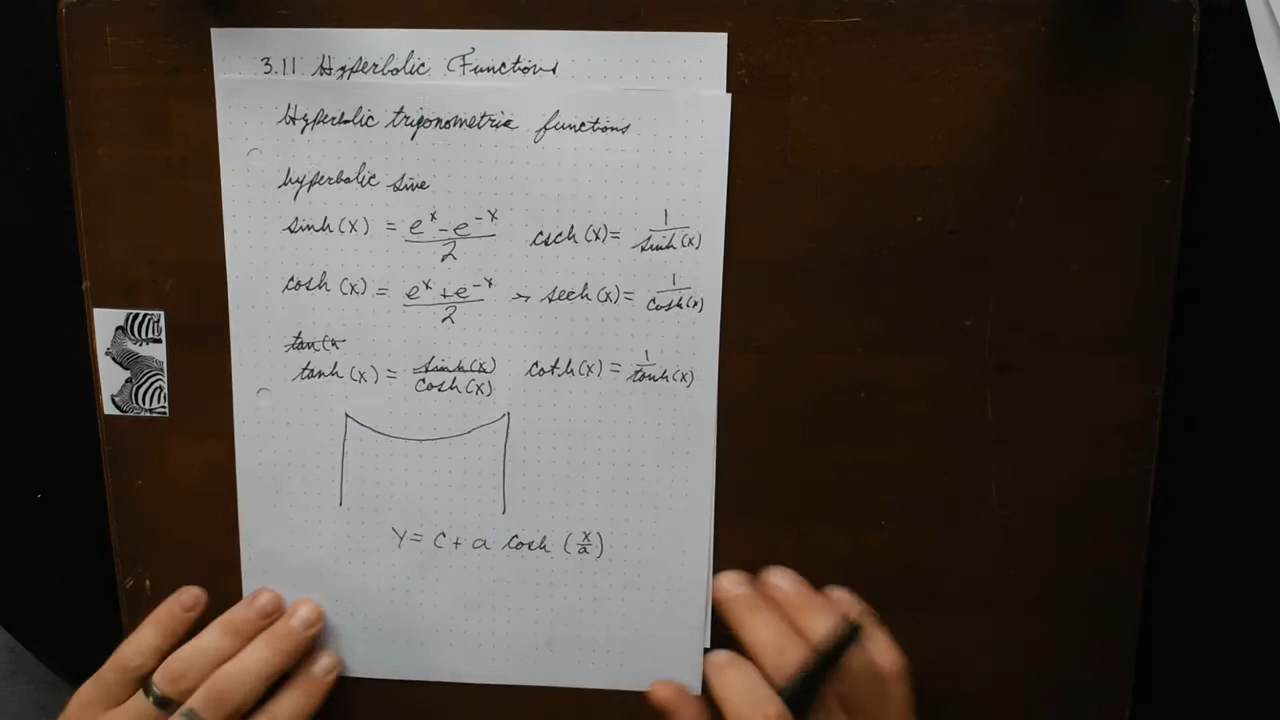 3.11 Hyperbolic Functions
Hyperbolic trigonometric functions
hyperbolic sine
sinh(x) = (e^x - e^-x)/2 csch(x) = 1/sinh(x)
cosh(x) = (e^x + e^-x)/2 → sech(x) = 1/cosh(x)
tan(x
tanh(x) = sinh(x)/cosh(x) coth(x) = 1/tanh(x)
y = c + a cosh (x/a)